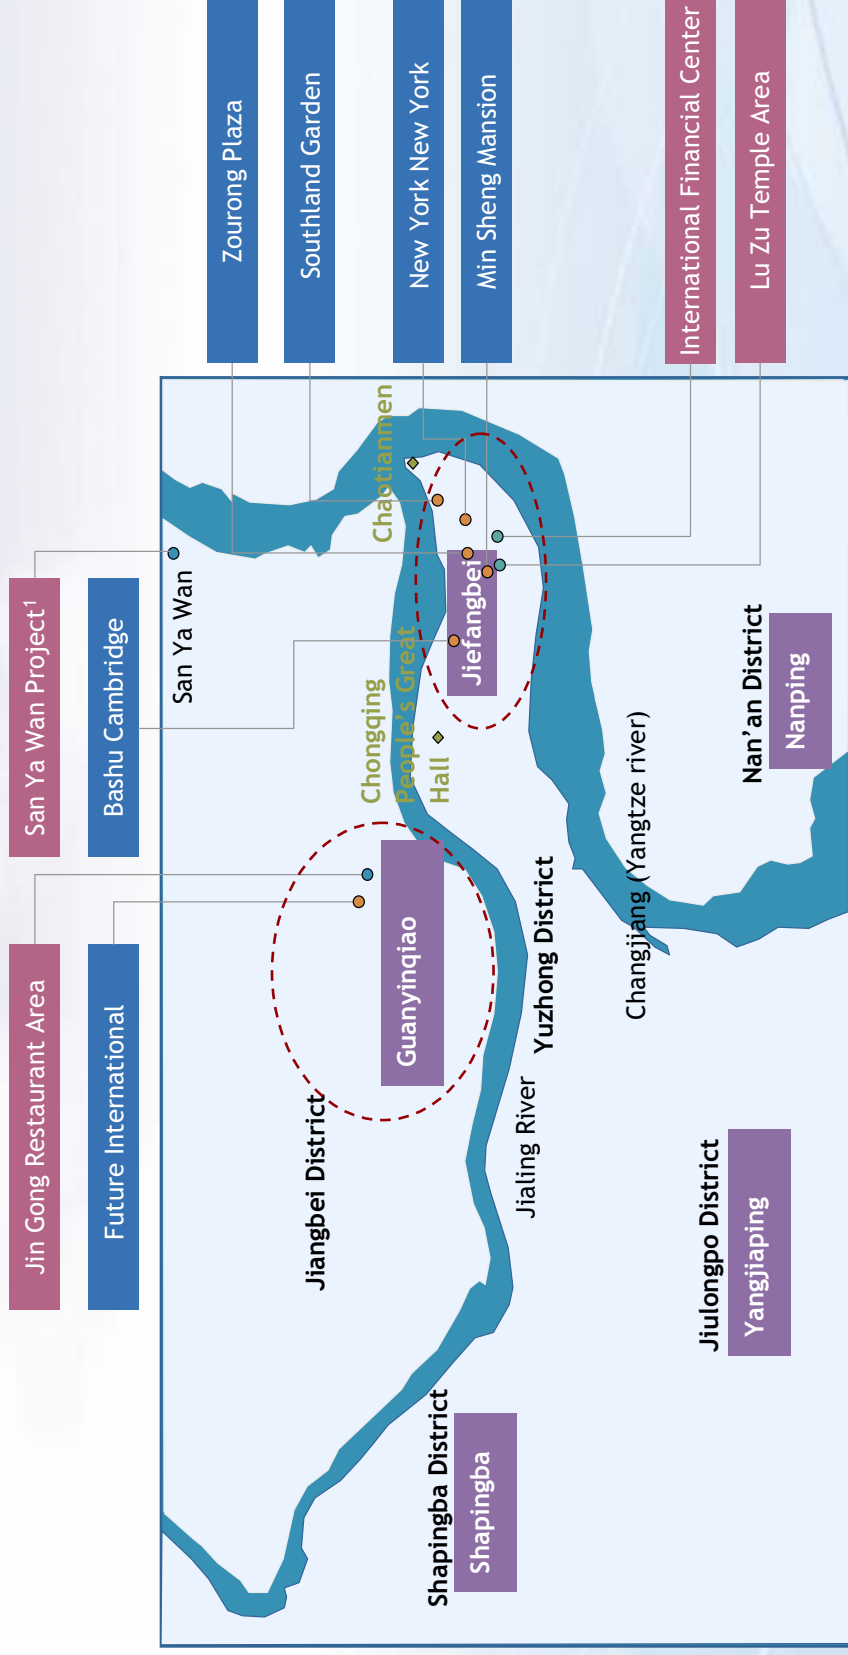 Jin Gong Restaurant Area
San Ya Wan Project¹
Future International
Bashu Cambridge
Zourong Plaza
Southland Garden
New York New York
Min Sheng Mansion
International Financial Center
Lu Zu Temple Area
San Ya Wan
Chaotianmen
Chongqing
People's Great
Hall
Jiefangbei
Guanyinqiao
Jiangbei District
Yuzhong District
Jialing River
Changjiang (Yangtze river)
Nan'an District
Nanping
Shapingba District
Shapingba
Jiulongpo District
Yangjiaping